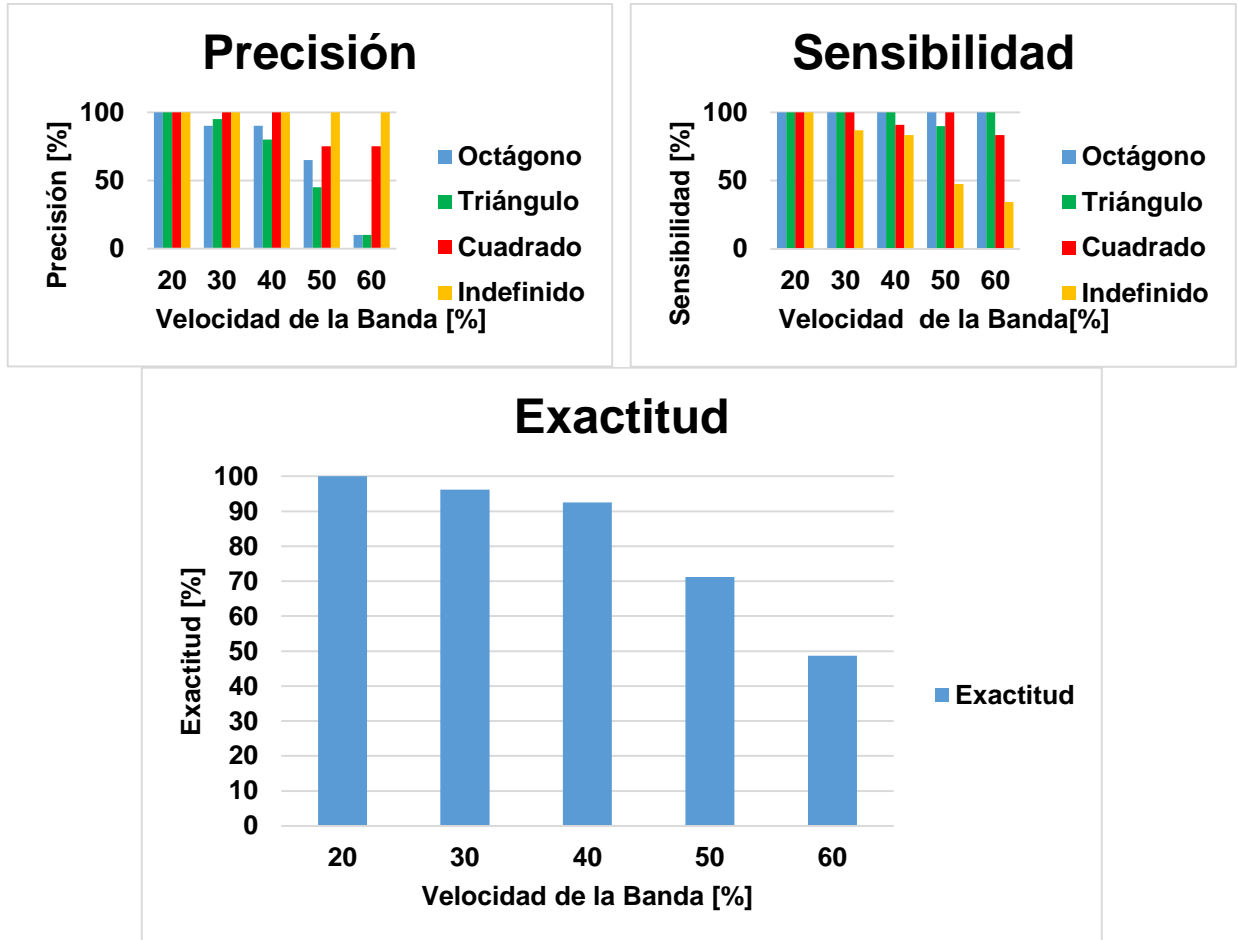 Precisión
100
50
0
Precisión [%]
20 30 40 50 60
Velocidad de la Banda [%]
Octágono
Triángulo
Cuadrado
Indefinido
Sensibilidad
100
50
0
Sensibilidad [%]
20 30 40 50 60
Velocidad de la Banda[%]
Octágono
Triángulo
Cuadrado
Indefinido
Exactitud
100
90
80
70
60
50
40
30
20
10
0
Exactitud [%]
20 30 40 50 60
Velocidad de la Banda [%]
Exactitud